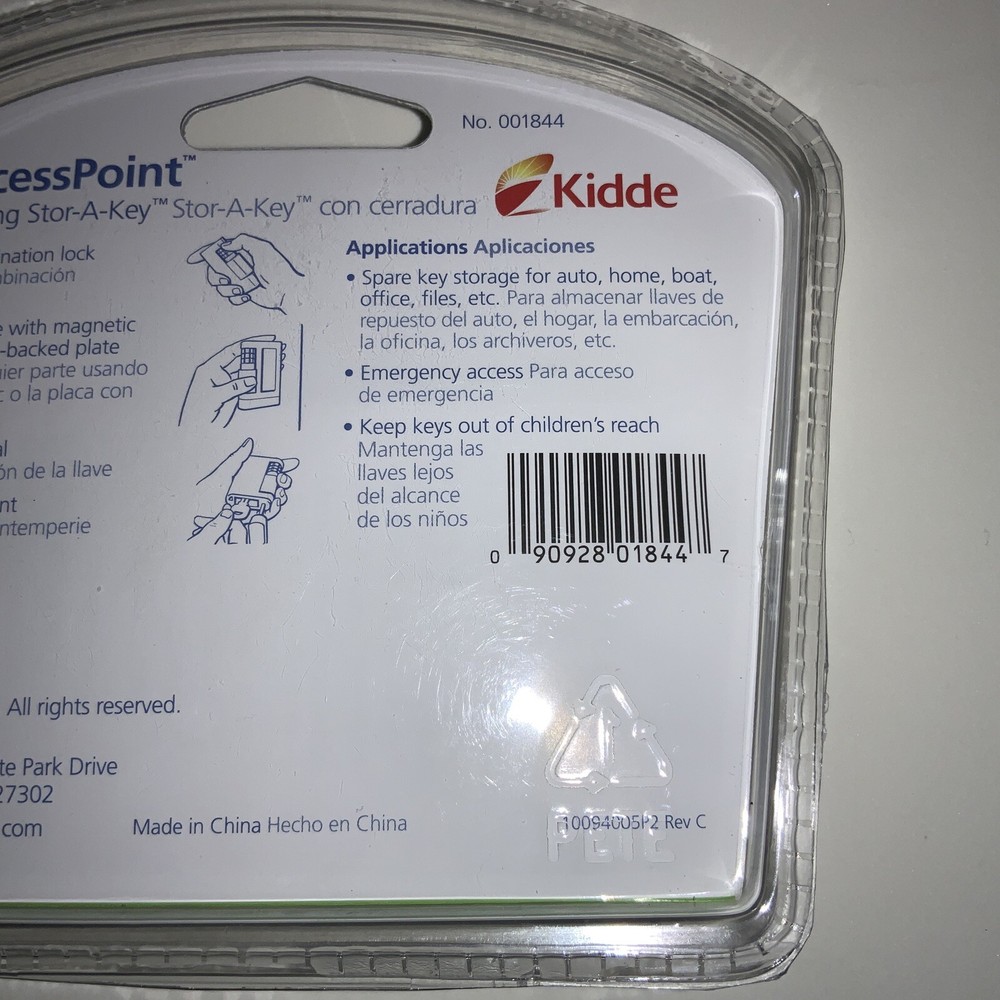 No. 001844
cessPoint™
ng Stor-A-Key™ Stor-A-Key™ con cerradura
Kidde
nation lock
binación
e with magnetic
-backed plate
ier parte usando
c o la placa con
al
ón de la llave
nt
ntemperie
Applications Aplicaciones
• Spare key storage for auto, home, boat,
office, files, etc. Para almacenar llaves de
repuesto del auto, el hogar, la embarcación,
la oficina, los archiveros, etc.
• Emergency access Para acceso
de emergencia
• Keep keys out of children's reach
Mantenga las
llaves lejos
del alcance
de los niños
0 90928 01844 7
All rights reserved.
te Park Drive
27302
com
Made in China Hecho en China
10094005P2 Rev C
1
PETE